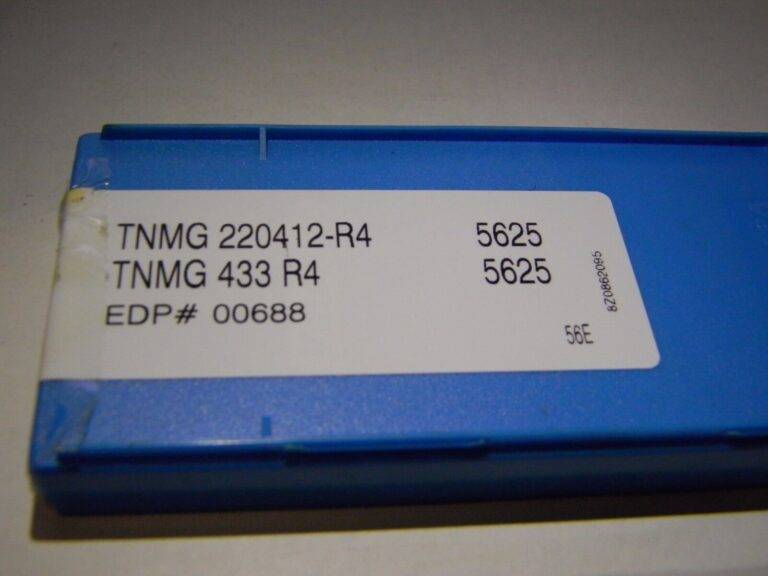 TNMG 220412-R4 5625
TNMG 433 R4 5625
EDP# 00688
56E
8Z0862095